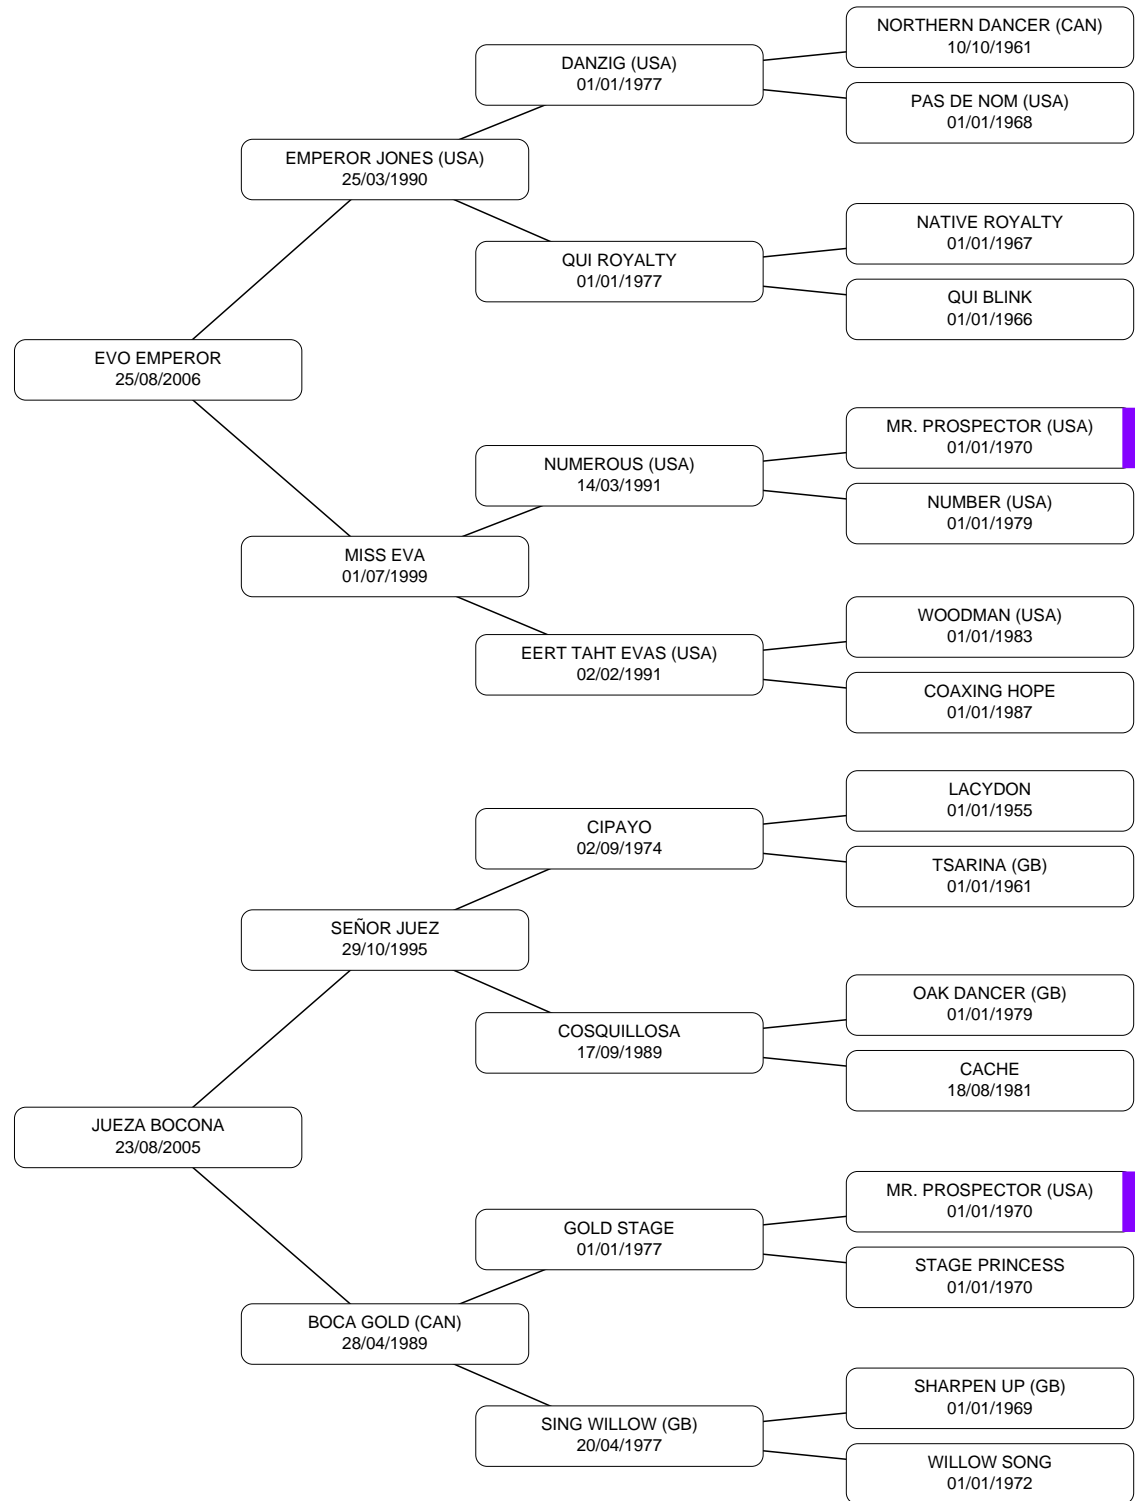 NORTHERN DANCER (CAN)
10/10/1961
DANZIG (USA)
01/01/1977
PAS DE NOM (USA)
01/01/1968
EMPEROR JONES (USA)
25/03/1990
NATIVE ROYALTY
01/01/1967
QUI ROYALTY
01/01/1977
QUI BLINK
01/01/1966
EVO EMPEROR
25/08/2006
MR. PROSPECTOR (USA)
01/01/1970
NUMEROUS (USA)
14/03/1991
NUMBER (USA)
01/01/1979
MISS EVA
01/07/1999
WOODMAN (USA)
01/01/1983
EERT TAHT EVAS (USA)
02/02/1991
COAXING HOPE
01/01/1987
LACYDON
01/01/1955
CIPAYO
02/09/1974
TSARINA (GB)
01/01/1961
SEÑOR JUEZ
29/10/1995
OAK DANCER (GB)
01/01/1979
COSQUILLOSA
17/09/1989
CACHE
18/08/1981
JUEZA BOCONA
23/08/2005
MR. PROSPECTOR (USA)
01/01/1970
GOLD STAGE
01/01/1977
STAGE PRINCESS
01/01/1970
BOCA GOLD (CAN)
28/04/1989
SHARPEN UP (GB)
01/01/1969
SING WILLOW (GB)
20/04/1977
WILLOW SONG
01/01/1972